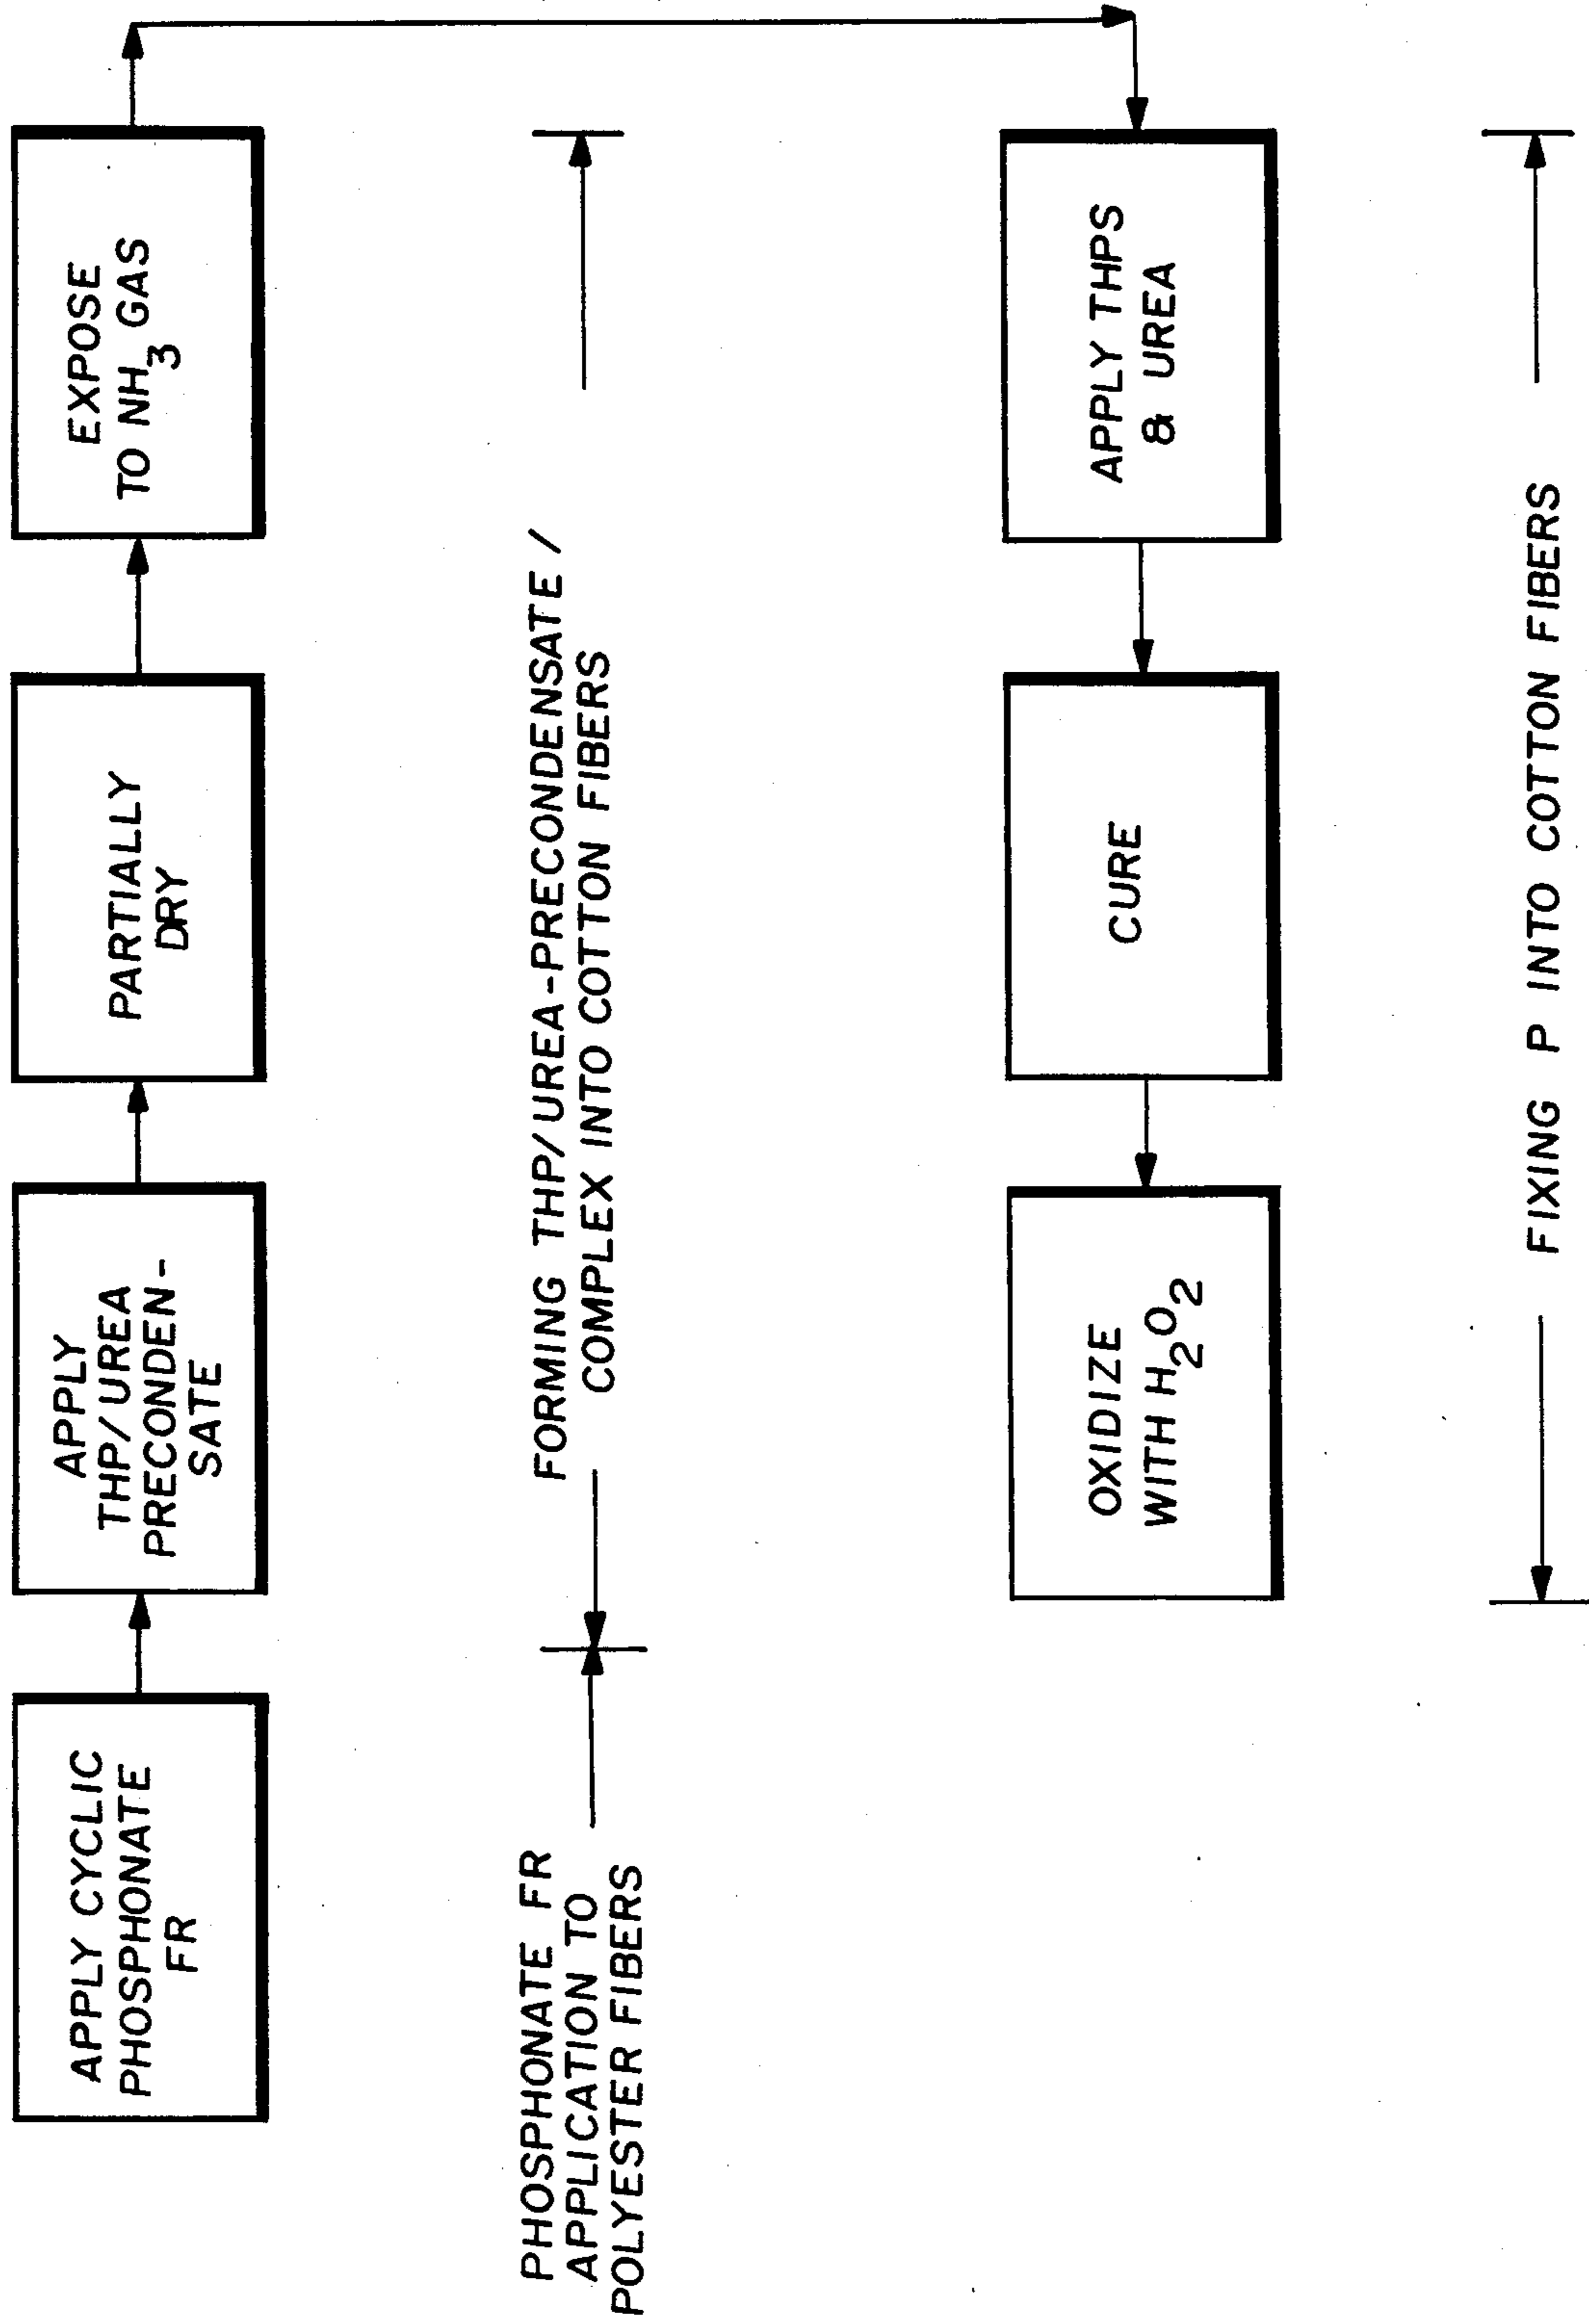 APPLY CYCLIC
PHOSPHONATE
FR
APPLY
THP/UREA
PRECONDEN-
SATE
PARTIALLY
DRY
EXPOSE
TO NH3 GAS
PHOSPHONATE FR
APPLICATION TO
POLYESTER FIBERS
FORMING THP/UREA-PRECONDENSATE/
COMPLEX INTO COTTON FIBERS
OXIDIZE
WITH H2O2
CURE
APPLY THPS
& UREA
FIXING P INTO COTTON FIBERS